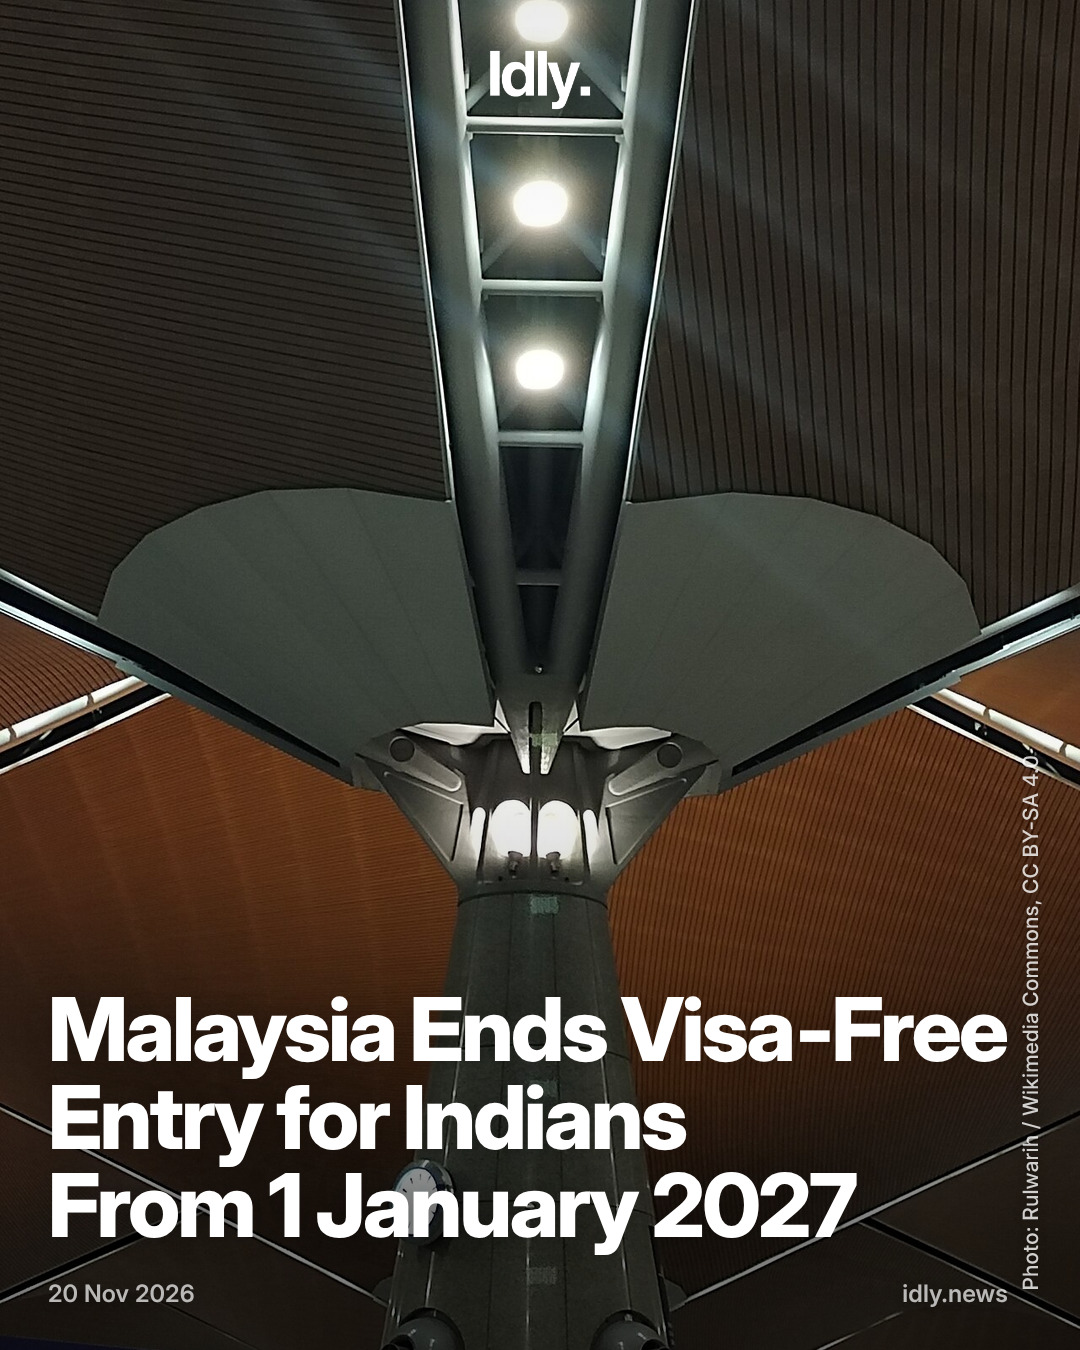 Idly.
Malaysia Ends Visa-Free
Entry for Indians
From 1 January 2027
20 Nov 2026
idly.news
Photo: Rulwarih / Wikimedia Commons, CC BY-SA 4.0